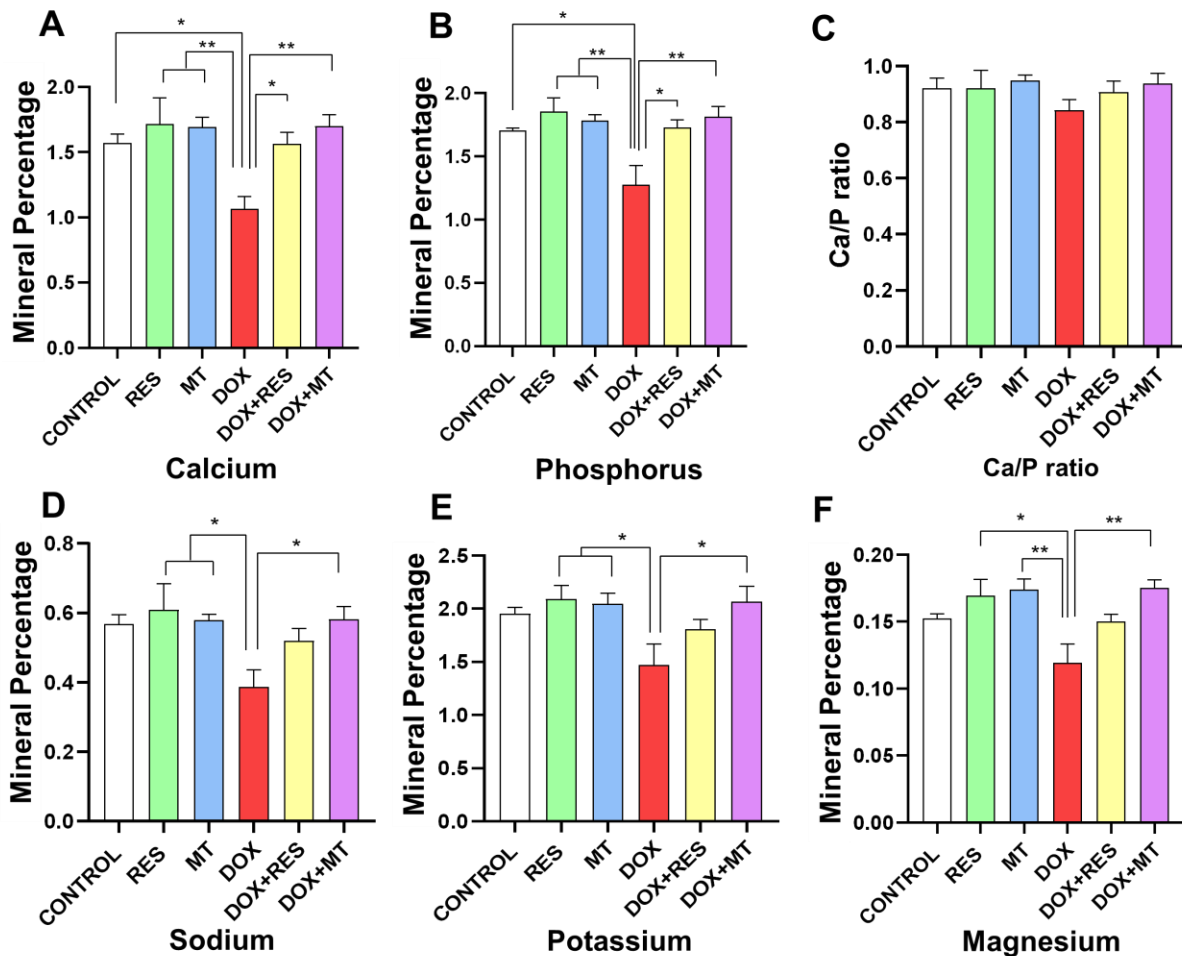 A
*
**
**
*
Mineral Percentage
2.0
1.5
1.0
0.5
0.0
CONTROL
RES
MT
DOX
DOX+RES
DOX+MT
Calcium
B
*
**
**
*
Mineral Percentage
2.0
1.5
1.0
0.5
0.0
CONTROL
RES
MT
DOX
DOX+RES
DOX+MT
Phosphorus
C
Ca/P ratio
1.0
0.8
0.6
0.4
0.2
0.0
CONTROL
RES
MT
DOX
DOX+RES
DOX+MT
Ca/P ratio
D
*
*
Mineral Percentage
0.8
0.6
0.4
0.2
0.0
CONTROL
RES
MT
DOX
DOX+RES
DOX+MT
Sodium
E
*
*
Mineral Percentage
2.5
2.0
1.5
1.0
0.5
0.0
CONTROL
RES
MT
DOX
DOX+RES
DOX+MT
Potassium
F
*
**
**
Mineral Percentage
0.20
0.15
0.10
0.05
0.00
CONTROL
RES
MT
DOX
DOX+RES
DOX+MT
Magnesium